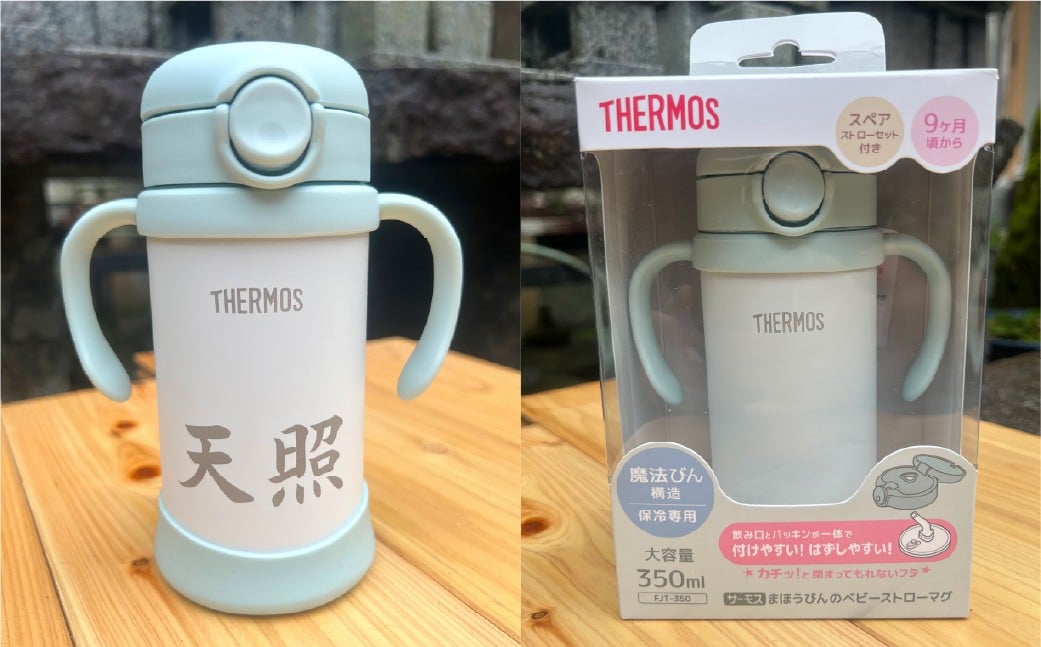 THERMOS
天照
THERMOS
スペア
ストローセット
付き
9ヶ月
頃から
THERMOS
魔法びん
構造
保冷専用
飲み口とパッキンが一体で
付けやすい!はずしやすい!
★カチッ!と閉まってもれないフタ★
大容量
350ml
FJT-350
サーモス まほうびんのベビーストローマグ